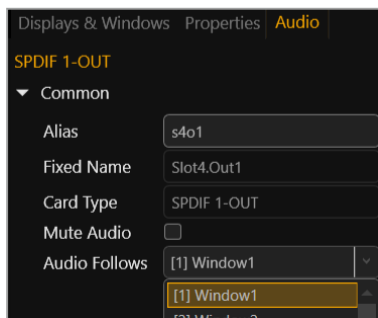 Displays & Windows Properties Audio
SPDIF 1-OUT
Common
Alias s4o1
Fixed Name Slot4.Out1
Card Type SPDIF 1-OUT
Mute Audio
Audio Follows [1] Window1
[1] Window1